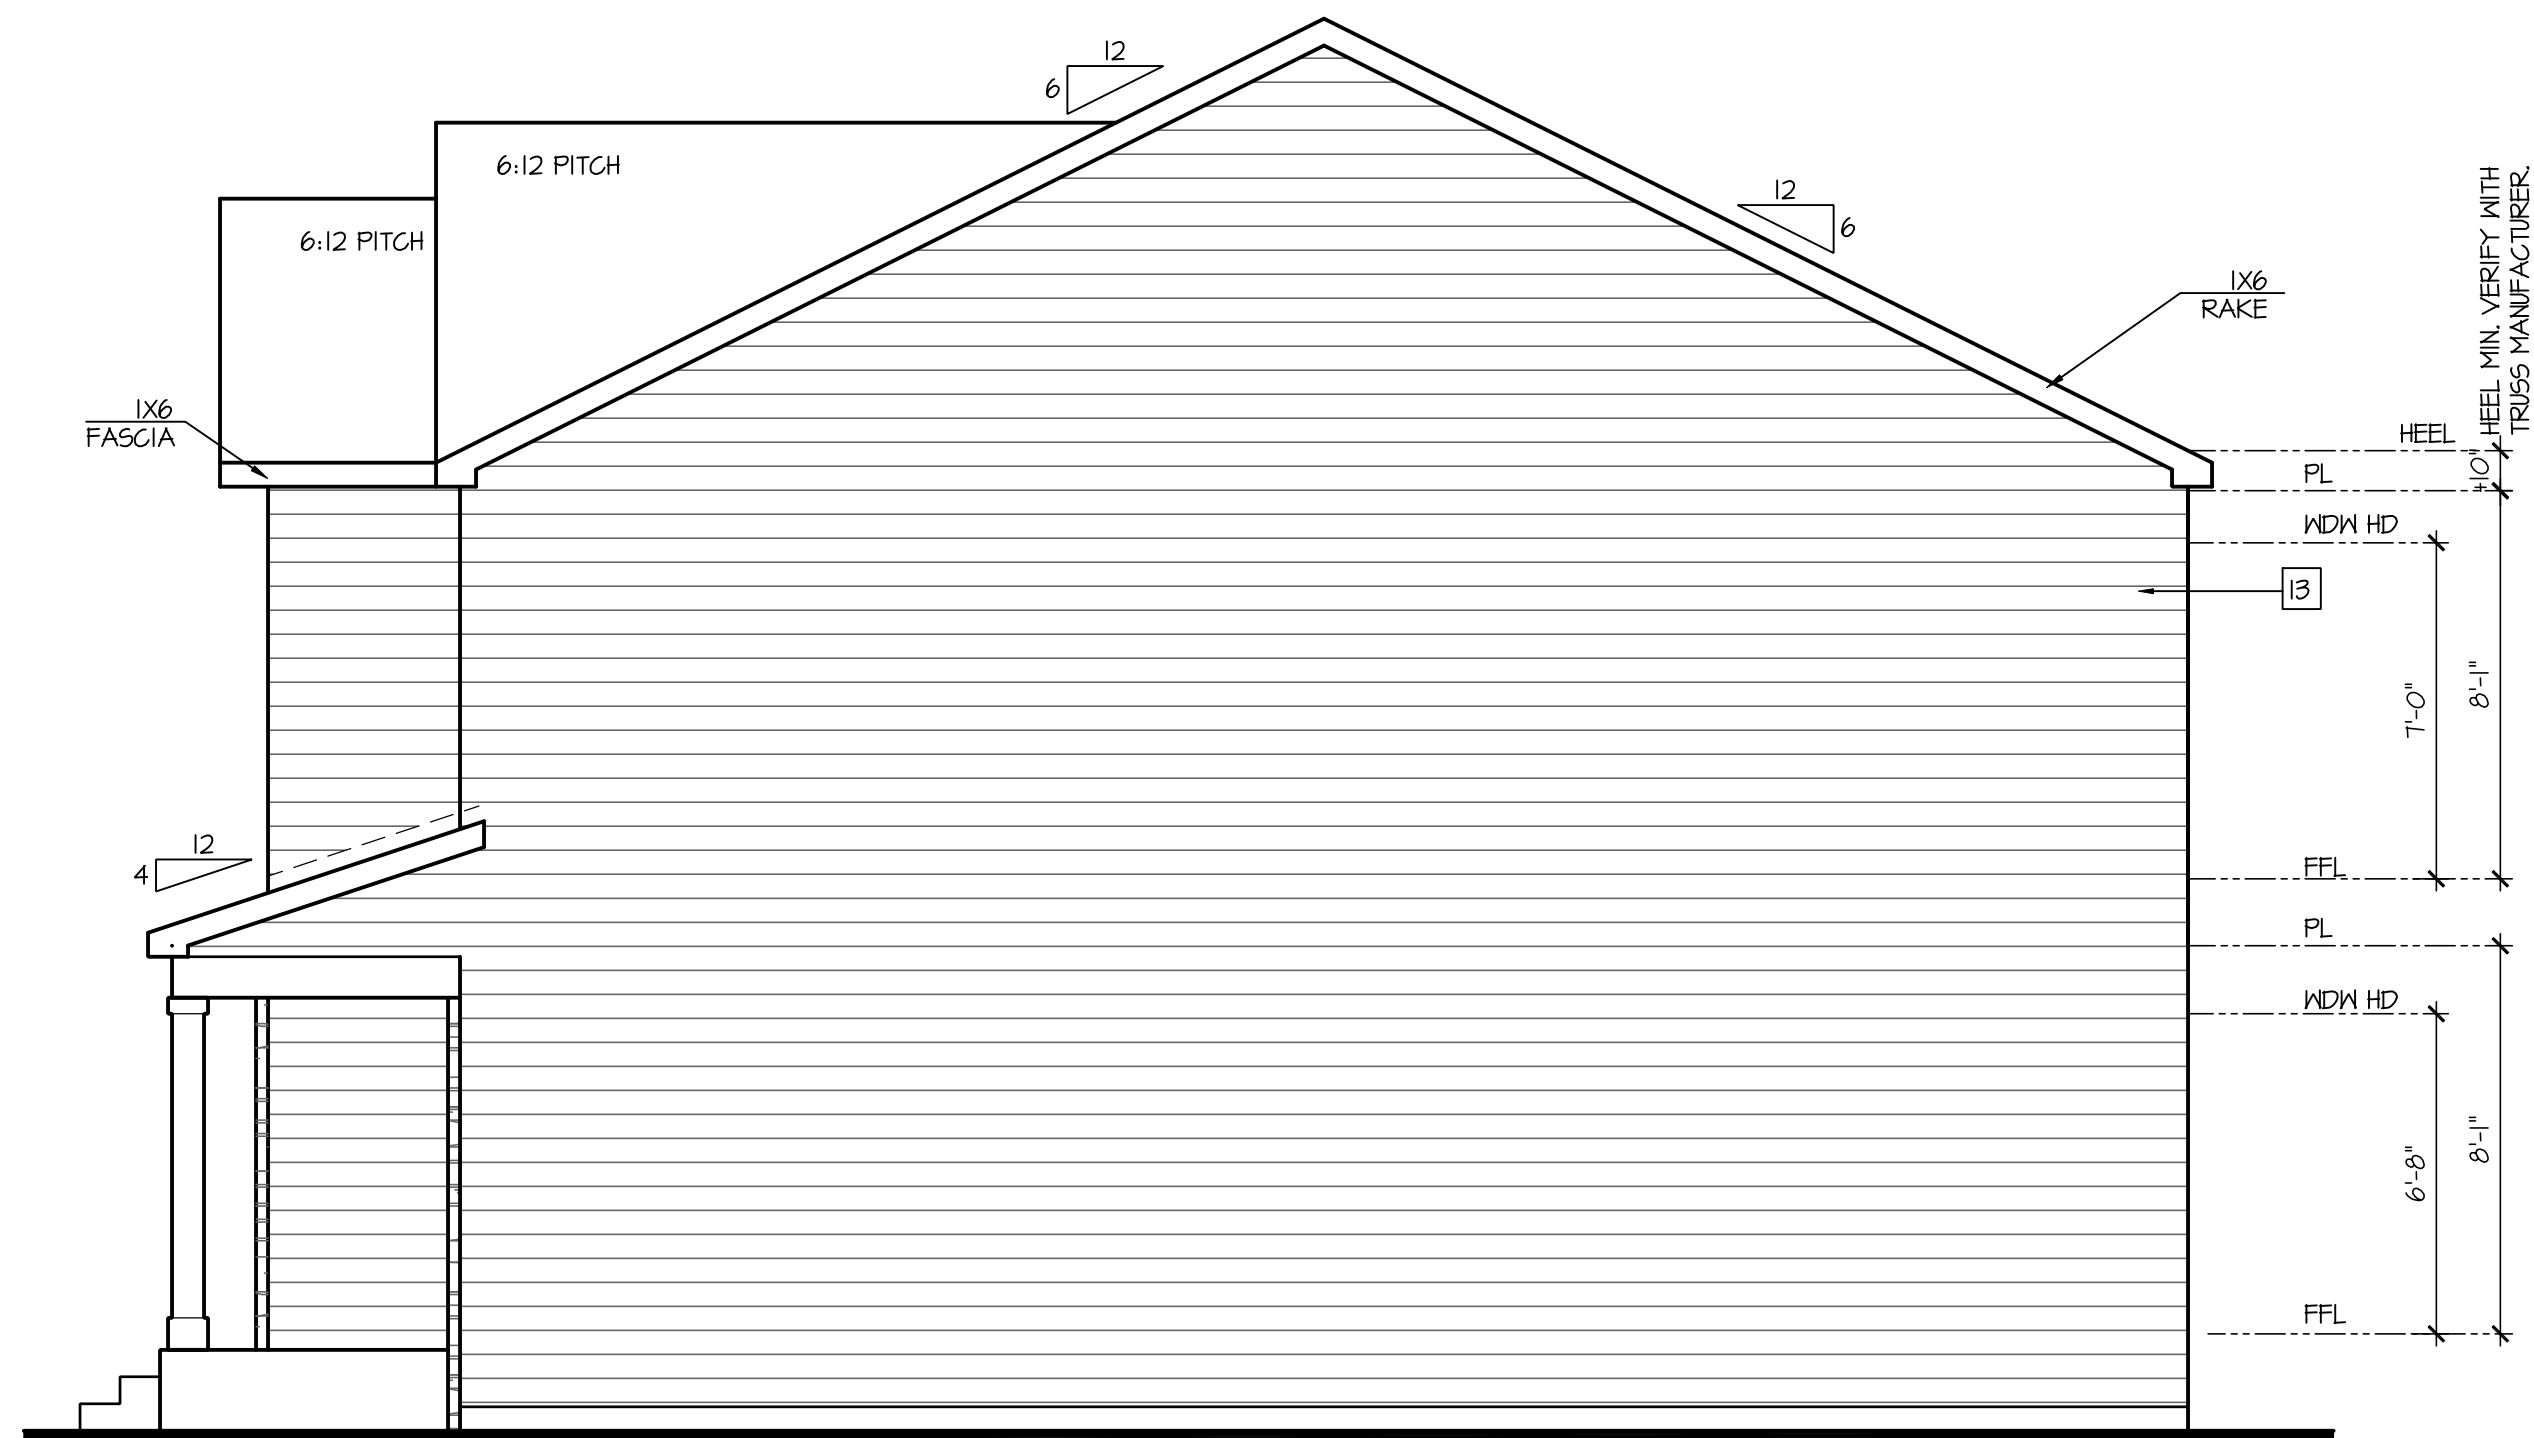 12
6
6:12 PITCH
6:12 PITCH
12
6
1X6
RAKE
HEEL MIN. VERIFY WITH
TRUSS MANUFACTURER.
1X6
FASCIA
HEEL
±10"
PL
WDW HD
13
7'-0"
8'-1"
12
4
FFL
PL
WDW HD
6'-8"
8'-1"
FFL